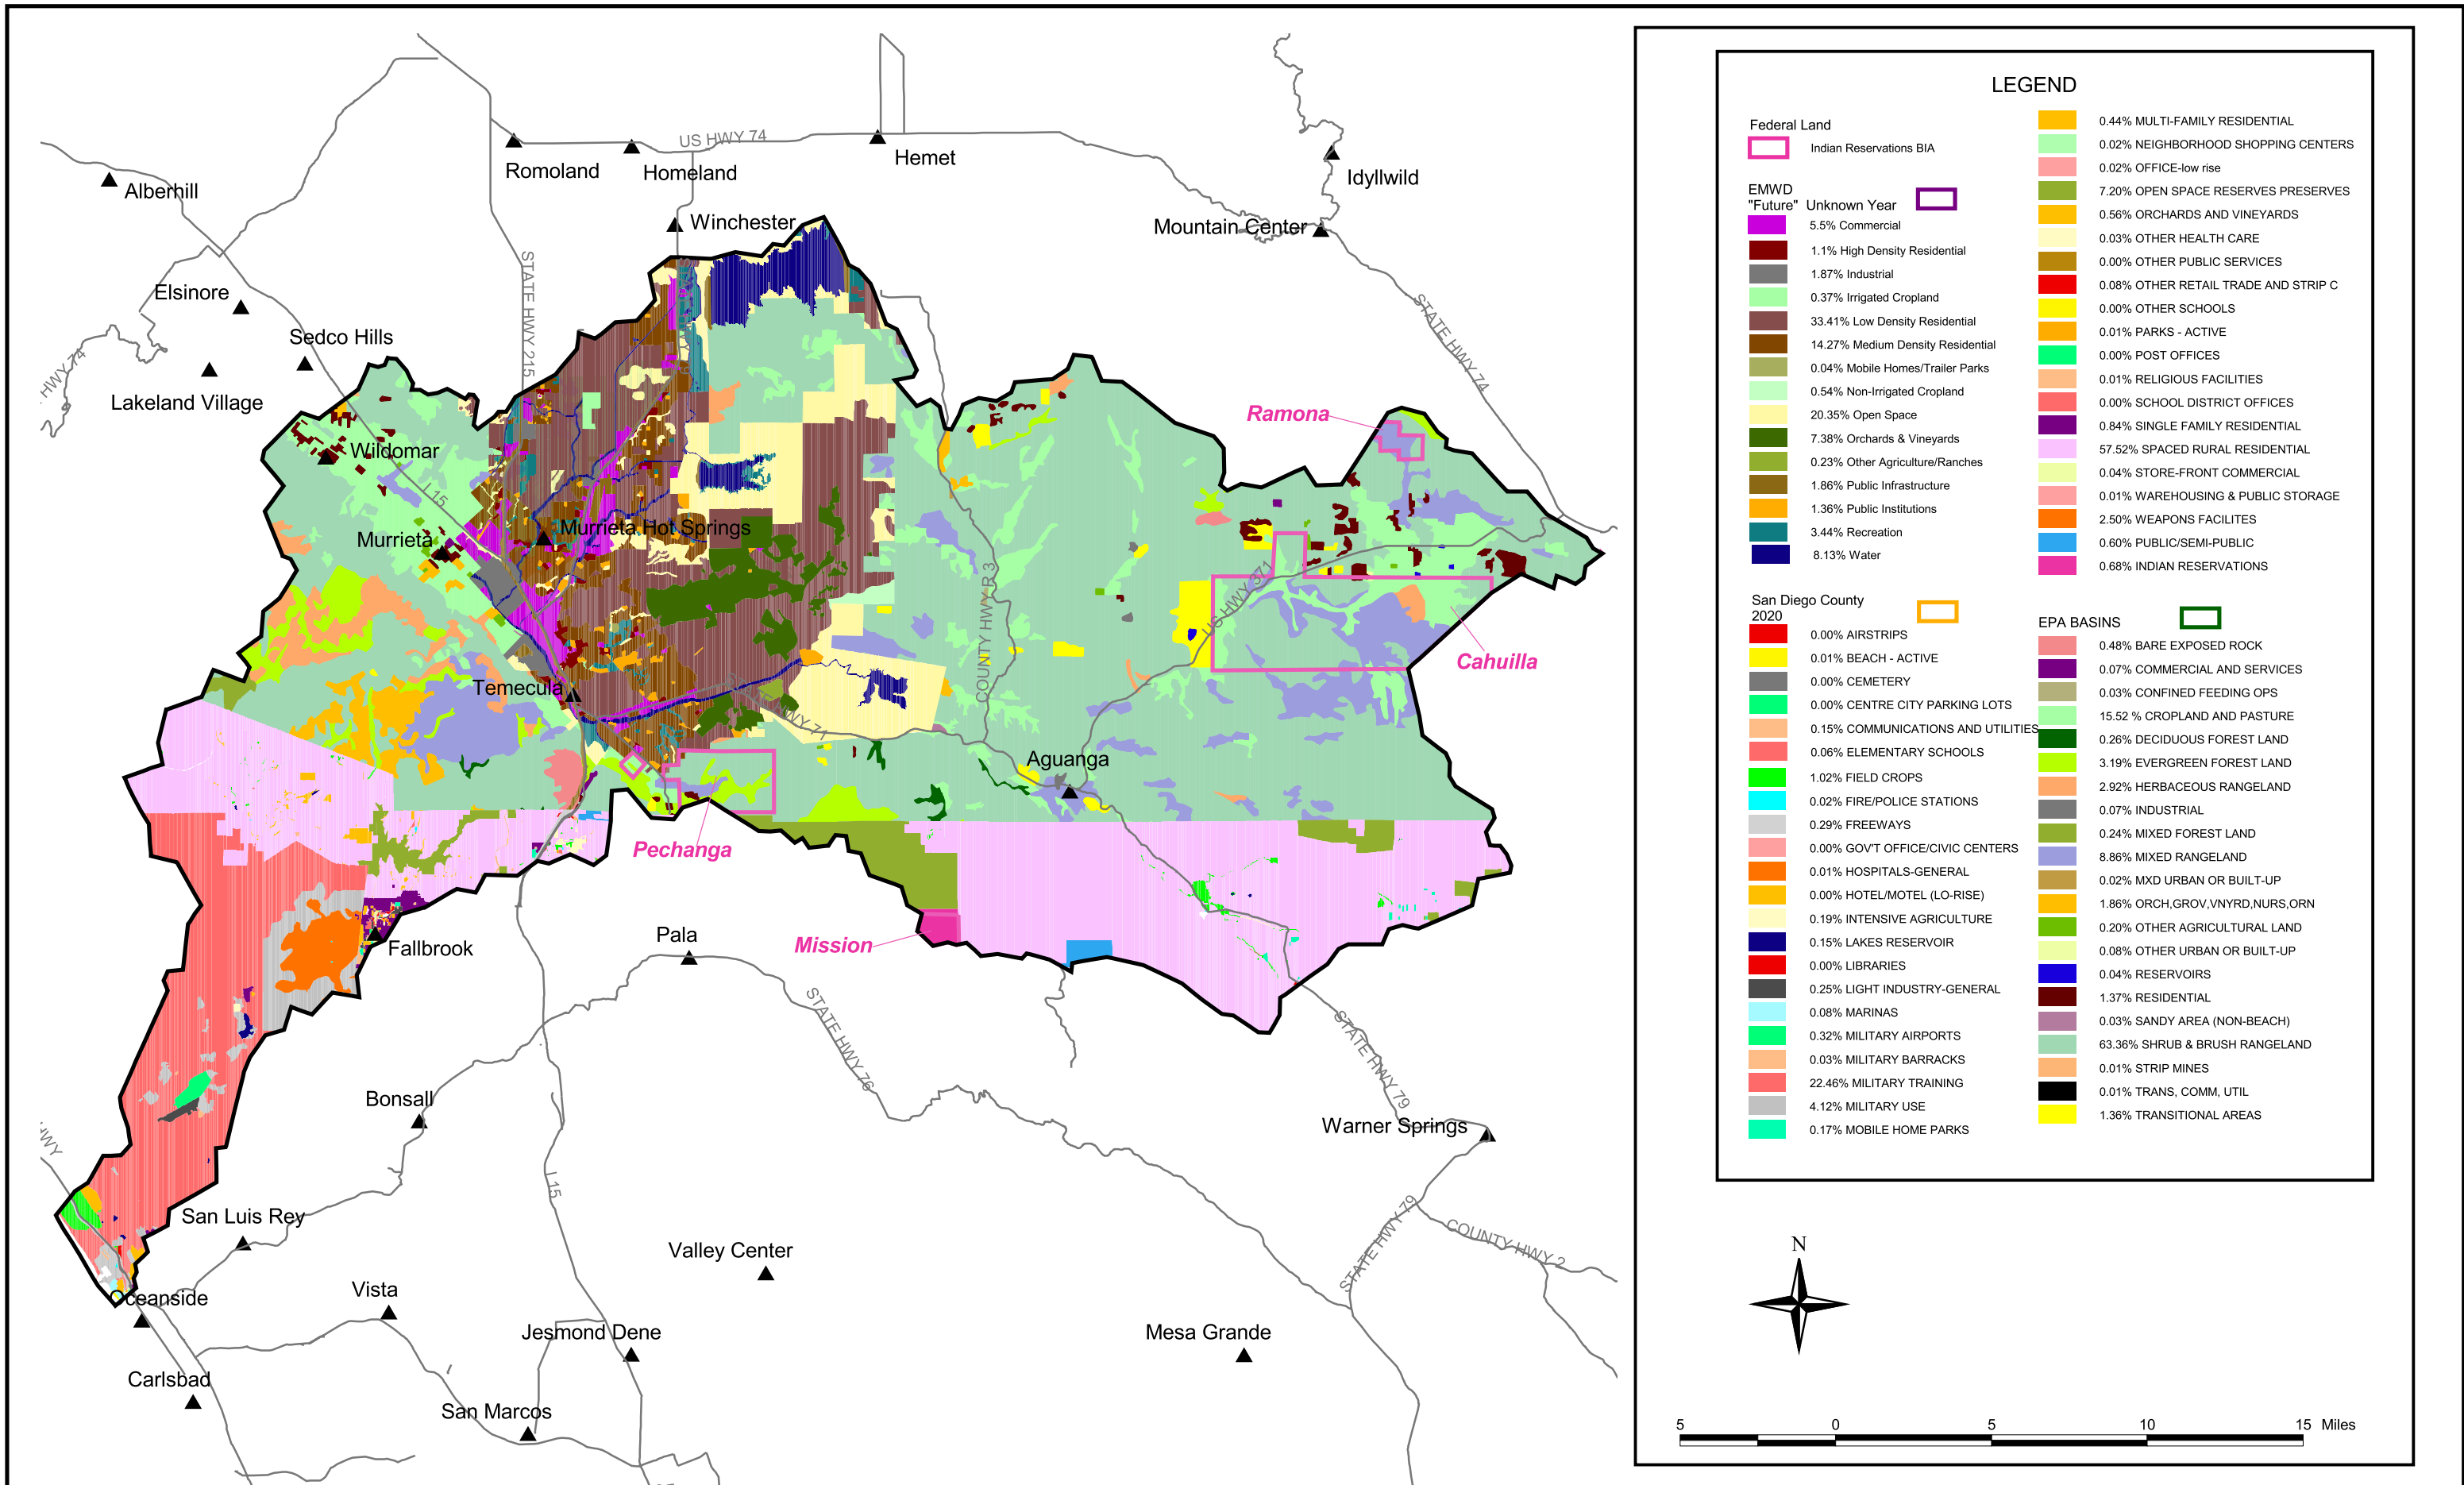 US HWY 74
Romoland
Homeland
Hemet
Idyllwild
Alberhill
Winchester
Mountain Center
STATE HWY 215
Elsinore
STATE HWY 74
Sedco Hills
HWY 74
Lakeland Village
Ramona
Wildomar
I 15
Murrieta
Murrieta Hot Springs
COUNTY HWY R 3
US HWY 371
Cahuilla
Temecula
HWY 71
Aguanga
Pechanga
Fallbrook
Pala
Mission
STATE HWY 76
STATE HWY 79
Bonsall
Warner Springs
HWY
I 15
San Luis Rey
Valley Center
STATE HWY 79
COUNTY HWY 2
Oceanside
Vista
Jesmond Dene
Mesa Grande
Carlsbad
San Marcos
LEGEND
Federal Land
Indian Reservations BIA
EMWD
"Future" Unknown Year
5.5% Commercial
1.1% High Density Residential
1.87% Industrial
0.37% Irrigated Cropland
33.41% Low Density Residential
14.27% Medium Density Residential
0.04% Mobile Homes/Trailer Parks
0.54% Non-Irrigated Cropland
20.35% Open Space
7.38% Orchards & Vineyards
0.23% Other Agriculture/Ranches
1.86% Public Infrastructure
1.36% Public Institutions
3.44% Recreation
8.13% Water
San Diego County
2020
0.00% AIRSTRIPS
0.01% BEACH - ACTIVE
0.00% CEMETERY
0.00% CENTRE CITY PARKING LOTS
0.15% COMMUNICATIONS AND UTILITIES
0.06% ELEMENTARY SCHOOLS
1.02% FIELD CROPS
0.02% FIRE/POLICE STATIONS
0.29% FREEWAYS
0.00% GOV'T OFFICE/CIVIC CENTERS
0.01% HOSPITALS-GENERAL
0.00% HOTEL/MOTEL (LO-RISE)
0.19% INTENSIVE AGRICULTURE
0.15% LAKES RESERVOIR
0.00% LIBRARIES
0.25% LIGHT INDUSTRY-GENERAL
0.08% MARINAS
0.32% MILITARY AIRPORTS
0.03% MILITARY BARRACKS
22.46% MILITARY TRAINING
4.12% MILITARY USE
0.17% MOBILE HOME PARKS
0.44% MULTI-FAMILY RESIDENTIAL
0.02% NEIGHBORHOOD SHOPPING CENTERS
0.02% OFFICE-low rise
7.20% OPEN SPACE RESERVES PRESERVES
0.56% ORCHARDS AND VINEYARDS
0.03% OTHER HEALTH CARE
0.00% OTHER PUBLIC SERVICES
0.08% OTHER RETAIL TRADE AND STRIP C
0.00% OTHER SCHOOLS
0.01% PARKS - ACTIVE
0.00% POST OFFICES
0.01% RELIGIOUS FACILITIES
0.00% SCHOOL DISTRICT OFFICES
0.84% SINGLE FAMILY RESIDENTIAL
57.52% SPACED RURAL RESIDENTIAL
0.04% STORE-FRONT COMMERCIAL
0.01% WAREHOUSING & PUBLIC STORAGE
2.50% WEAPONS FACILITES
0.60% PUBLIC/SEMI-PUBLIC
0.68% INDIAN RESERVATIONS
EPA BASINS
0.48% BARE EXPOSED ROCK
0.07% COMMERCIAL AND SERVICES
0.03% CONFINED FEEDING OPS
15.52 % CROPLAND AND PASTURE
0.26% DECIDUOUS FOREST LAND
3.19% EVERGREEN FOREST LAND
2.92% HERBACEOUS RANGELAND
0.07% INDUSTRIAL
0.24% MIXED FOREST LAND
8.86% MIXED RANGELAND
0.02% MXD URBAN OR BUILT-UP
1.86% ORCH,GROV,VNYRD,NURS,ORN
0.20% OTHER AGRICULTURAL LAND
0.08% OTHER URBAN OR BUILT-UP
0.04% RESERVOIRS
1.37% RESIDENTIAL
0.03% SANDY AREA (NON-BEACH)
63.36% SHRUB & BRUSH RANGELAND
0.01% STRIP MINES
0.01% TRANS, COMM, UTIL
1.36% TRANSITIONAL AREAS
N
5 0 5 10 15 Miles